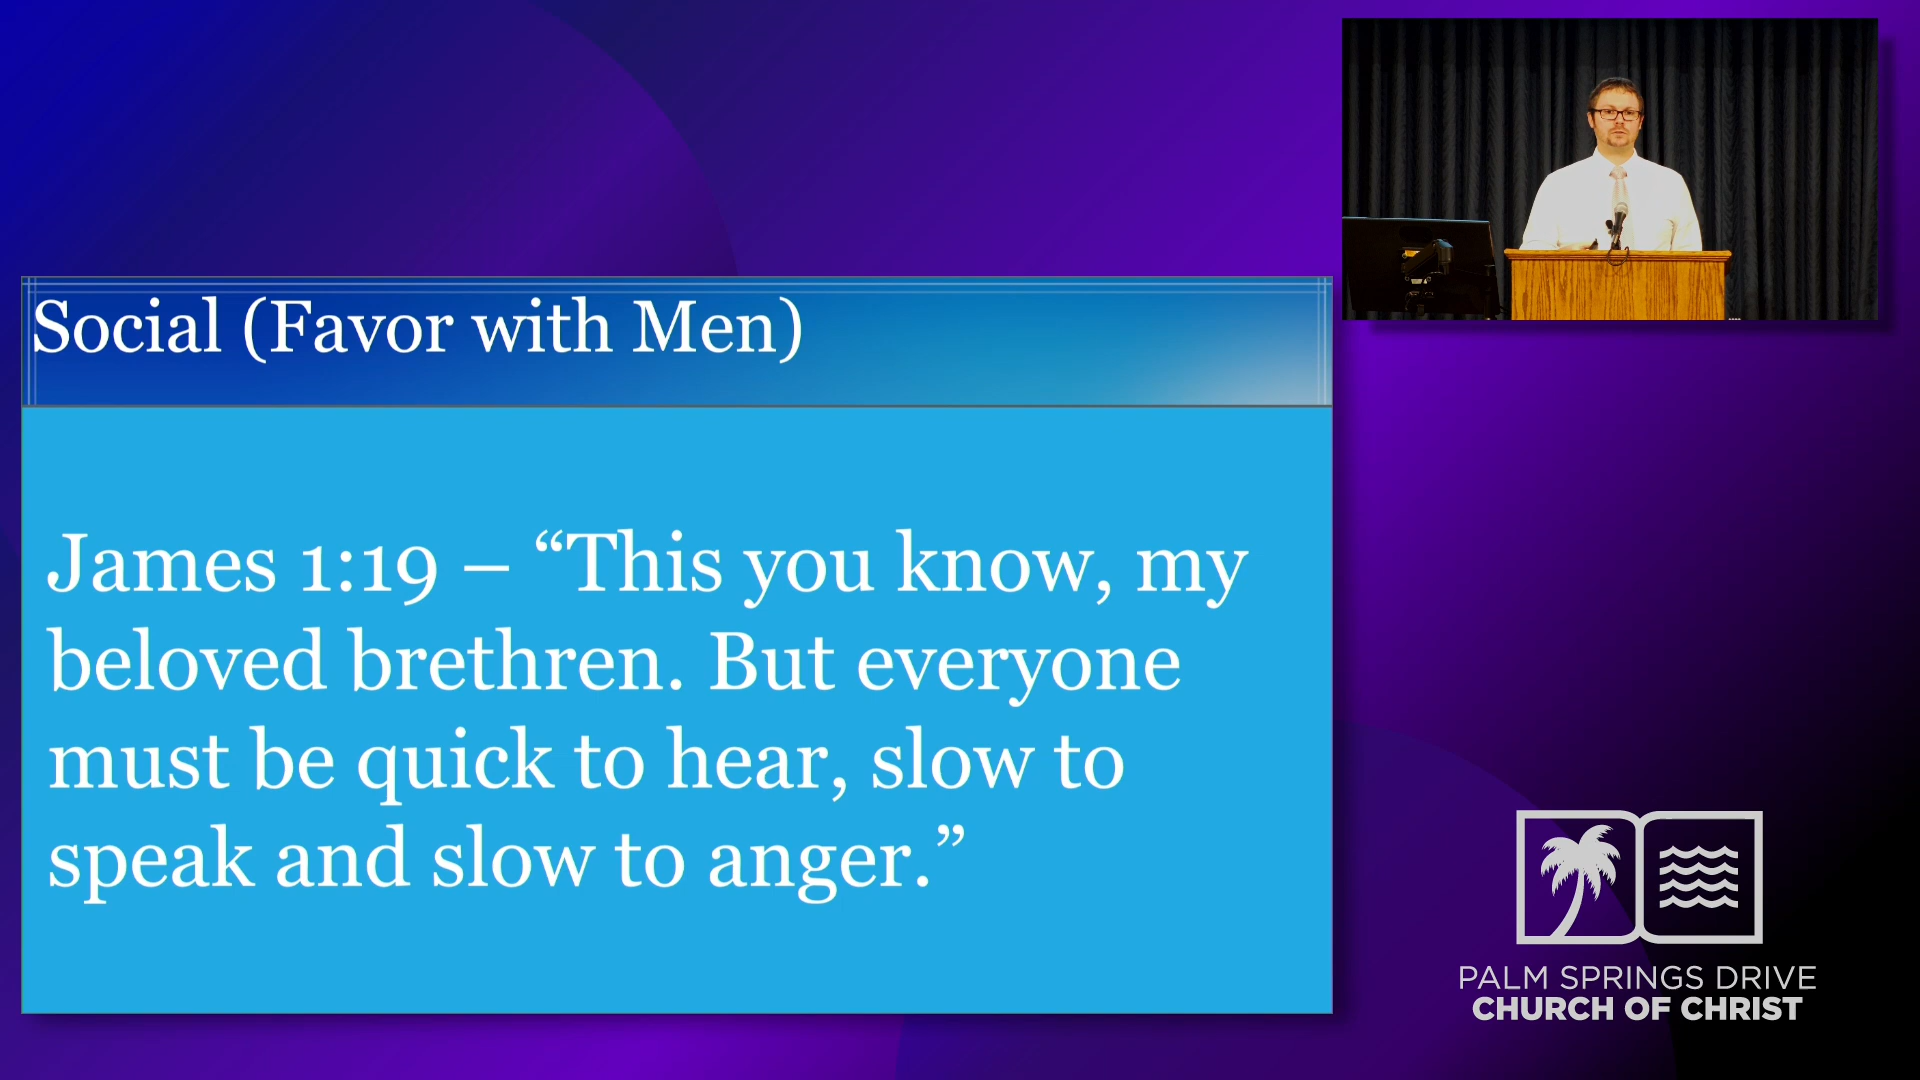 Social (Favor with Men)
James 1:19 – “This you know, my
beloved brethren. But everyone
must be quick to hear, slow to
speak and slow to anger.”
PALM SPRINGS DRIVE
CHURCH OF CHRIST